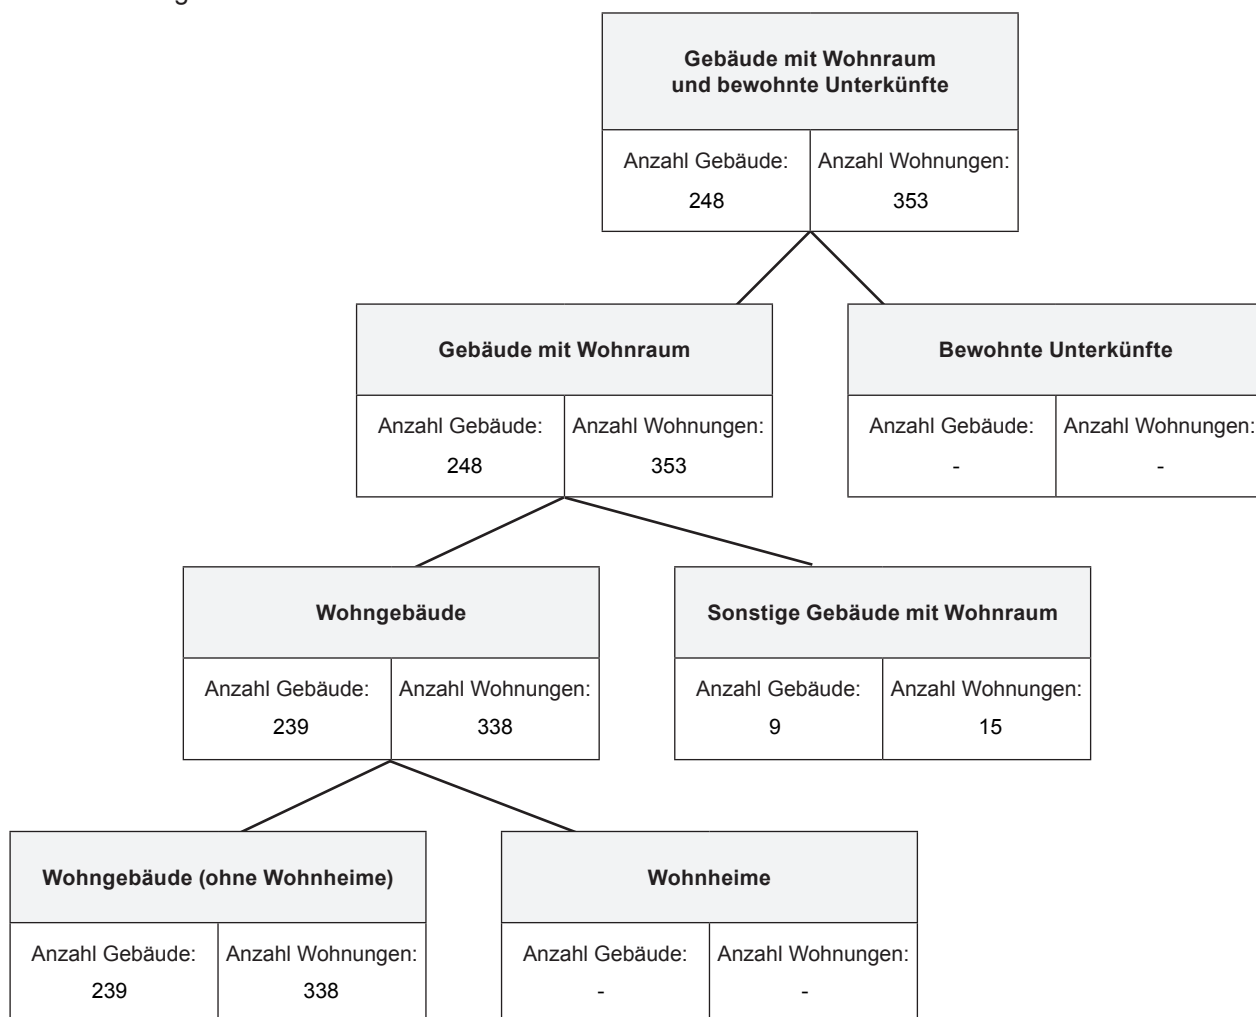 Gebäude mit Wohnraum
und bewohnte Unterkünfte
Anzahl Gebäude: Anzahl Wohnungen:
248 353
Gebäude mit Wohnraum
Anzahl Gebäude: Anzahl Wohnungen:
248 353
Bewohnte Unterkünfte
Anzahl Gebäude: Anzahl Wohnungen:
- -
Wohngebäude
Anzahl Gebäude: Anzahl Wohnungen:
239 338
Sonstige Gebäude mit Wohnraum
Anzahl Gebäude: Anzahl Wohnungen:
9 15
Wohngebäude (ohne Wohnheime)
Anzahl Gebäude: Anzahl Wohnungen:
239 338
Wohnheime
Anzahl Gebäude: Anzahl Wohnungen:
- -